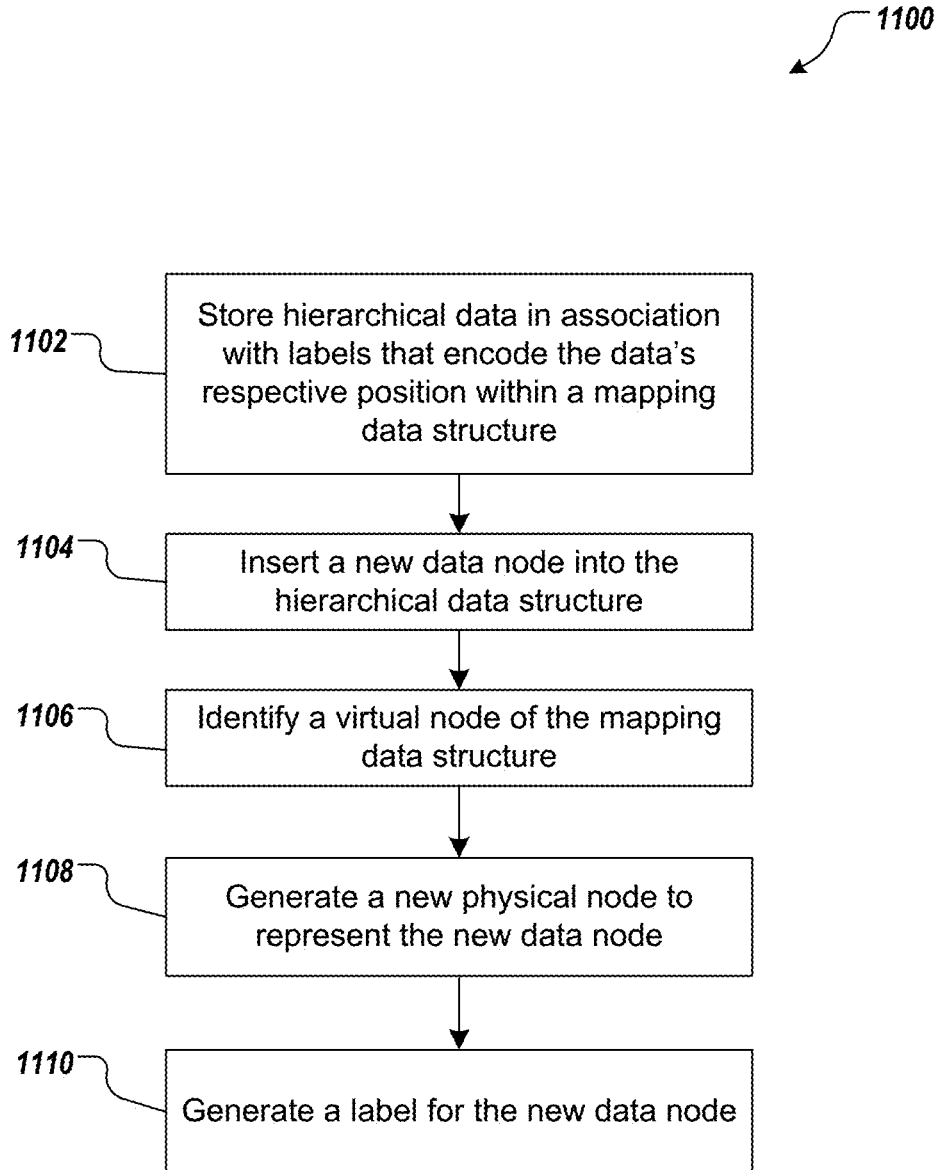 1100
1102
Store hierarchical data in association
with labels that encode the data's
respective position within a mapping
data structure
1104
Insert a new data node into the
hierarchical data structure
1106
Identify a virtual node of the mapping
data structure
1108
Generate a new physical node to
represent the new data node
1110
Generate a label for the new data node